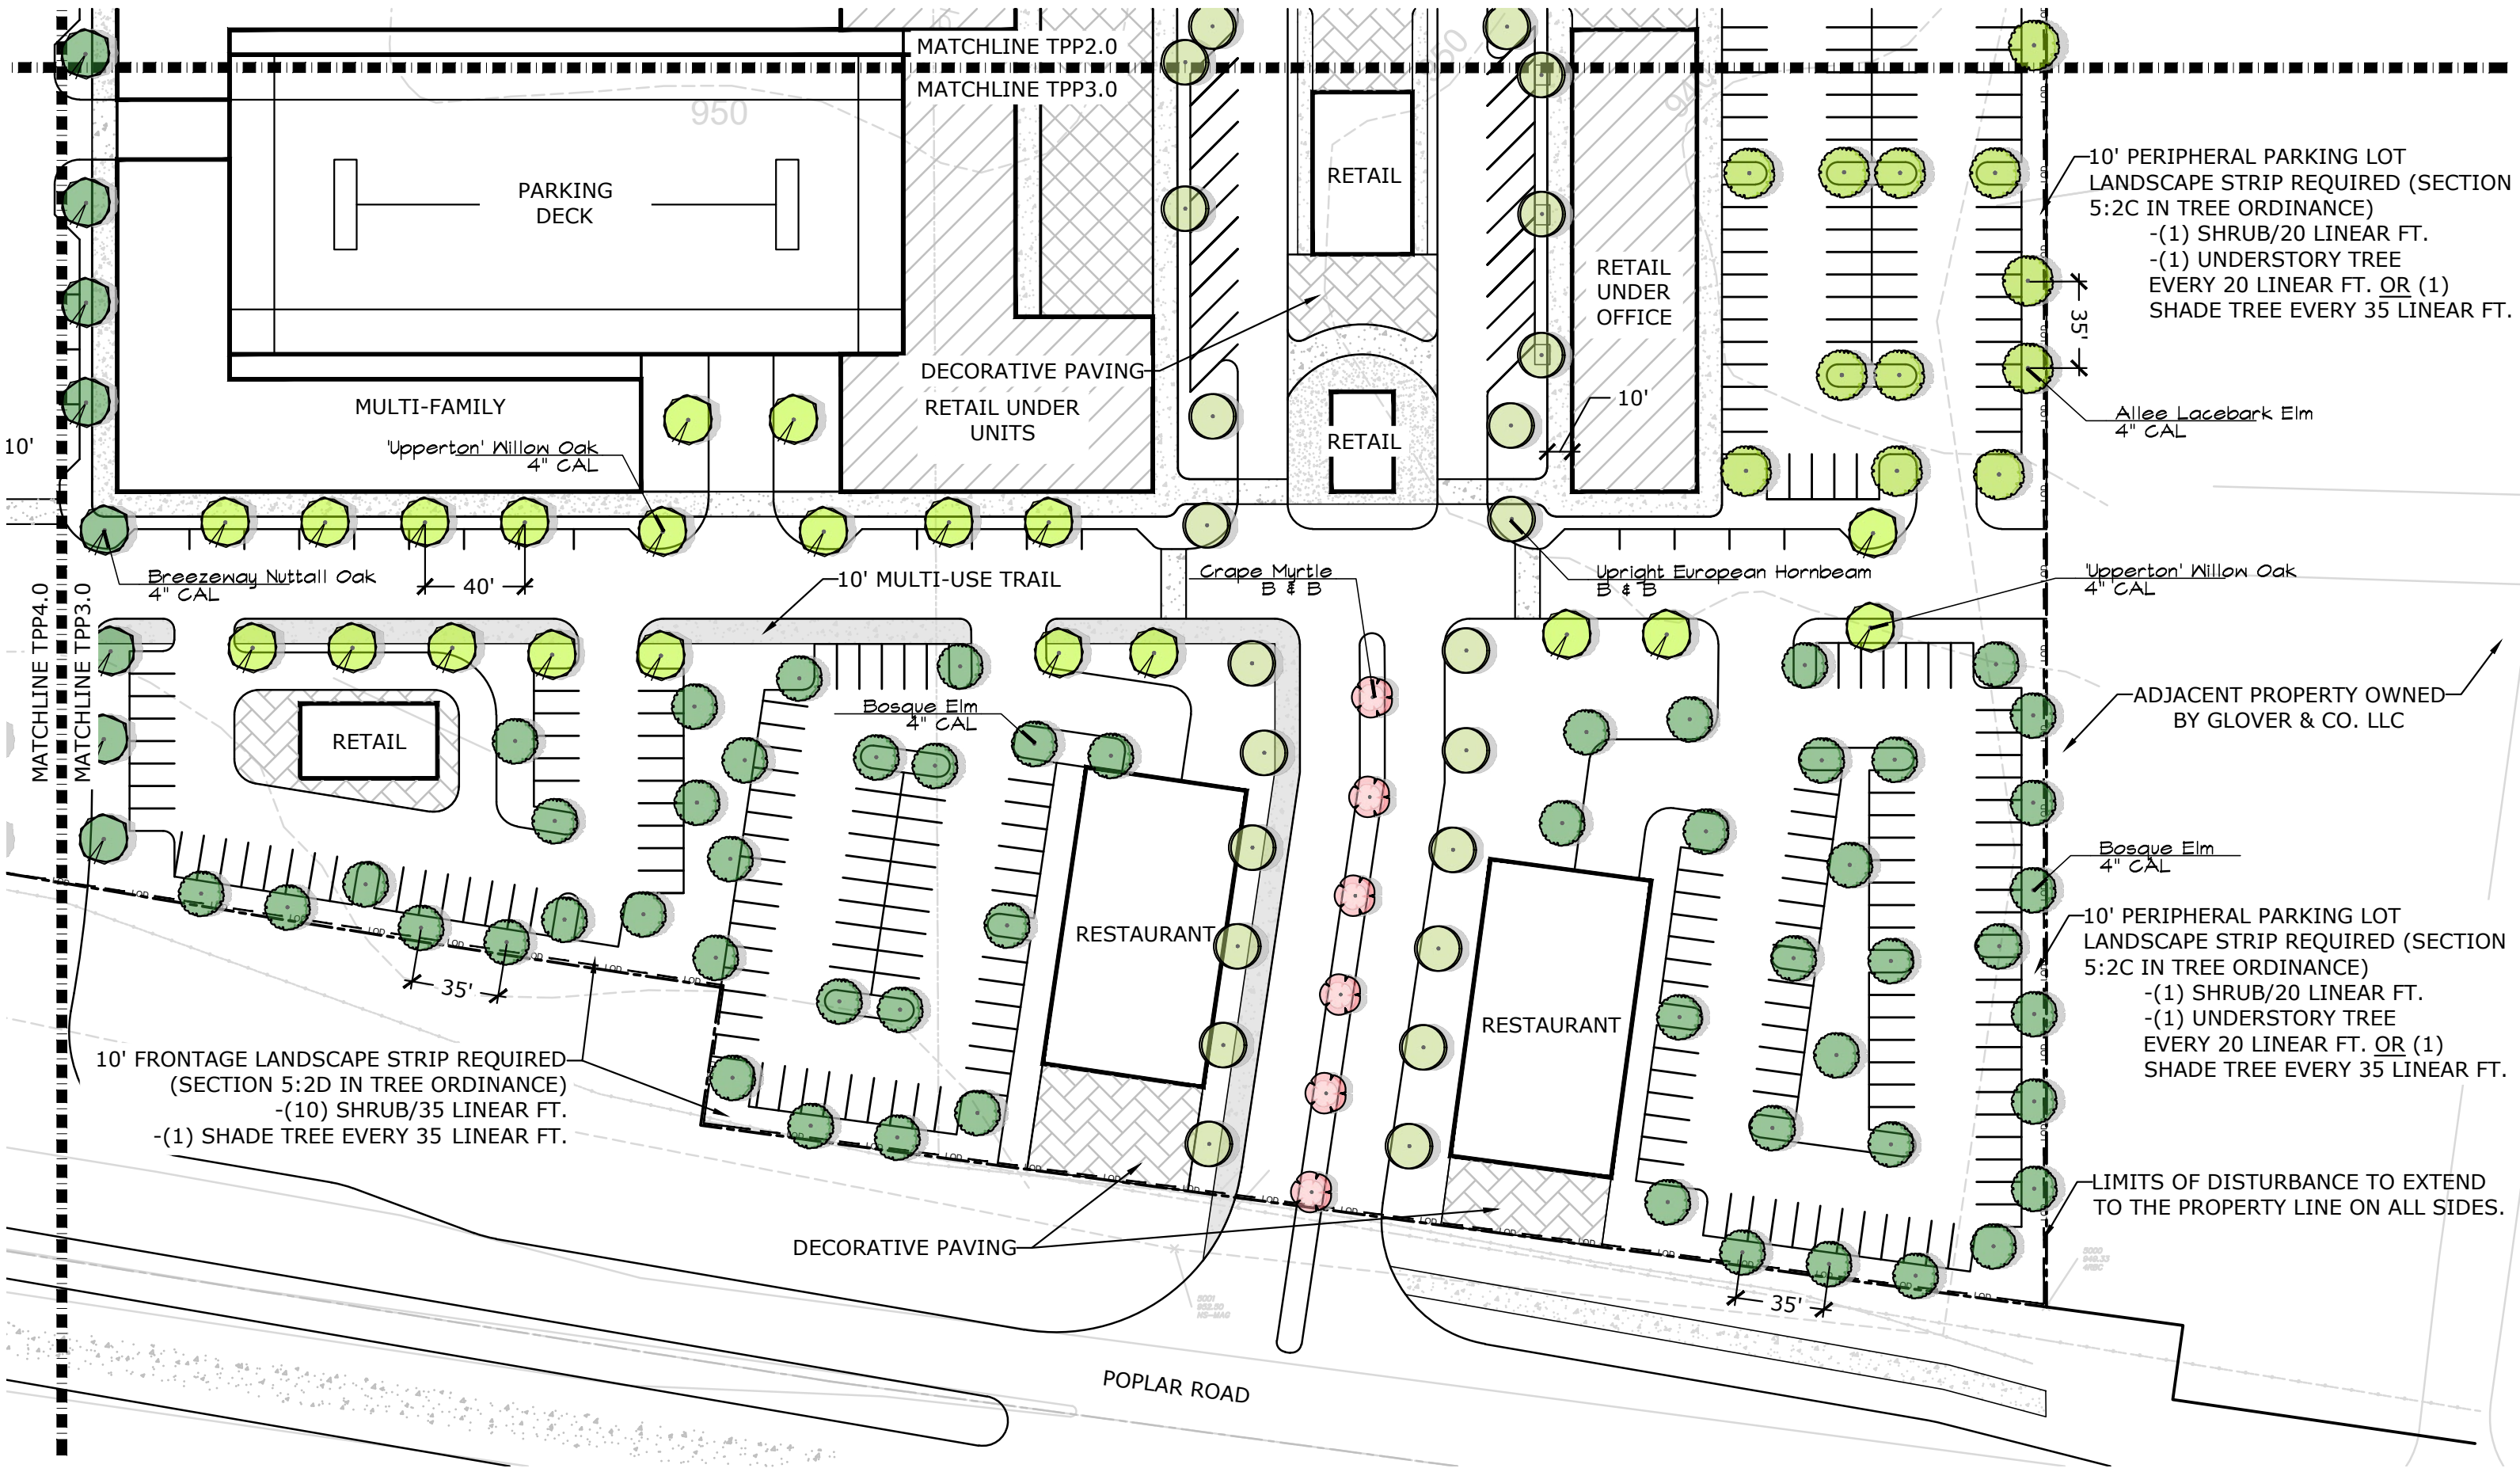 MATCHLINE TPP2.0
MATCHLINE TPP3.0
950
950
PARKING
DECK
RETAIL
10' PERIPHERAL PARKING LOT
LANDSCAPE STRIP REQUIRED (SECTION
5:2C IN TREE ORDINANCE)
-(1) SHRUB/20 LINEAR FT.
-(1) UNDERSTORY TREE
EVERY 20 LINEAR FT. OR (1)
SHADE TREE EVERY 35 LINEAR FT.
35'
RETAIL
UNDER
OFFICE
DECORATIVE PAVING
MULTI-FAMILY
RETAIL UNDER
UNITS
10'
RETAIL
Allee Lacebark Elm
4" CAL
10'
'Upperton' Willow Oak
4" CAL
Breezeway Nuttall Oak
4" CAL
40'
10' MULTI-USE TRAIL
Crape Myrtle
B & B
Upright European Hornbeam
B & B
'Upperton' Willow Oak
4" CAL
MATCHLINE TPP4.0
MATCHLINE TPP3.0
RETAIL
Bosque Elm
4" CAL
ADJACENT PROPERTY OWNED
BY GLOVER & CO. LLC
Bosque Elm
4" CAL
RESTAURANT
10' PERIPHERAL PARKING LOT
LANDSCAPE STRIP REQUIRED (SECTION
5:2C IN TREE ORDINANCE)
-(1) SHRUB/20 LINEAR FT.
-(1) UNDERSTORY TREE
EVERY 20 LINEAR FT. OR (1)
SHADE TREE EVERY 35 LINEAR FT.
35'
RESTAURANT
10' FRONTAGE LANDSCAPE STRIP REQUIRED
(SECTION 5:2D IN TREE ORDINANCE)
-(10) SHRUB/35 LINEAR FT.
-(1) SHADE TREE EVERY 35 LINEAR FT.
LIMITS OF DISTURBANCE TO EXTEND
TO THE PROPERTY LINE ON ALL SIDES.
DECORATIVE PAVING
35'
POPLAR ROAD